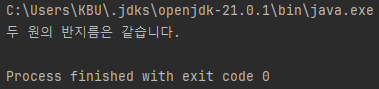 C:\Users\KBU\.jdks\openjdk-21.0.1\bin\java.exe
두 원의 반지름은 같습니다.
Process finished with exit code 0